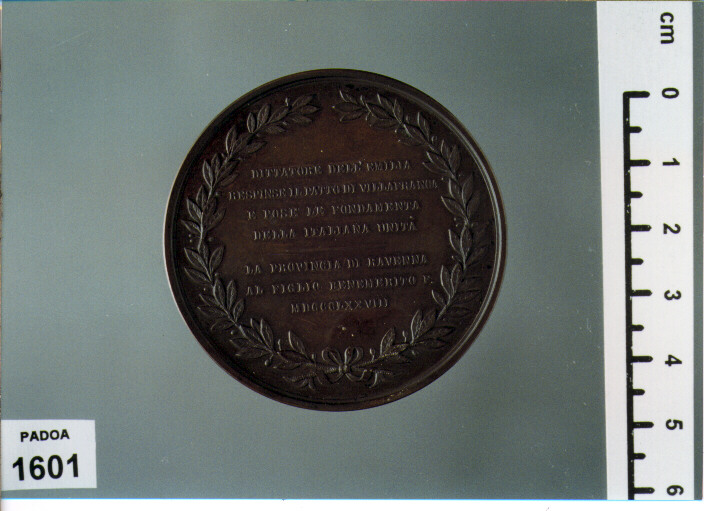 DITTATORE DELL' EMILIA
RESPINSE IL PATTO DI VILLAFRANCA
E POSE LE FONDAMENTA
DELLA ITALIANA UNITÀ
LA PROVINCIA DI RAVENNA
AL FIGLIO BENEMERITO F.
MDCCCLXXVIII
PADOA
1601
cm
0
1
2
3
4
5
6